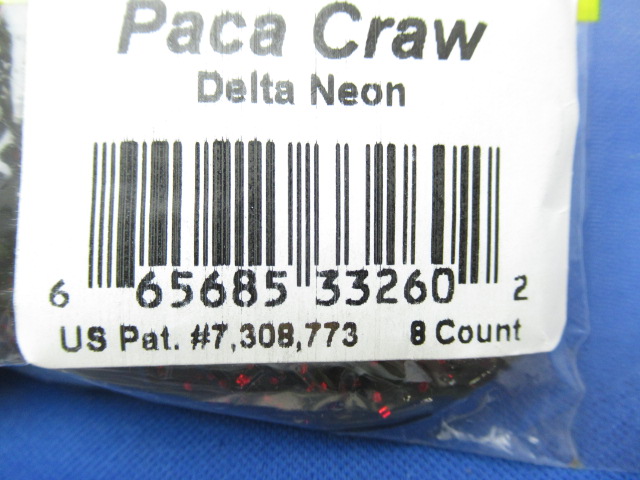 Paca Craw
Delta Neon
6 65685 33260 2
US Pat. #7,308,773 8 Count